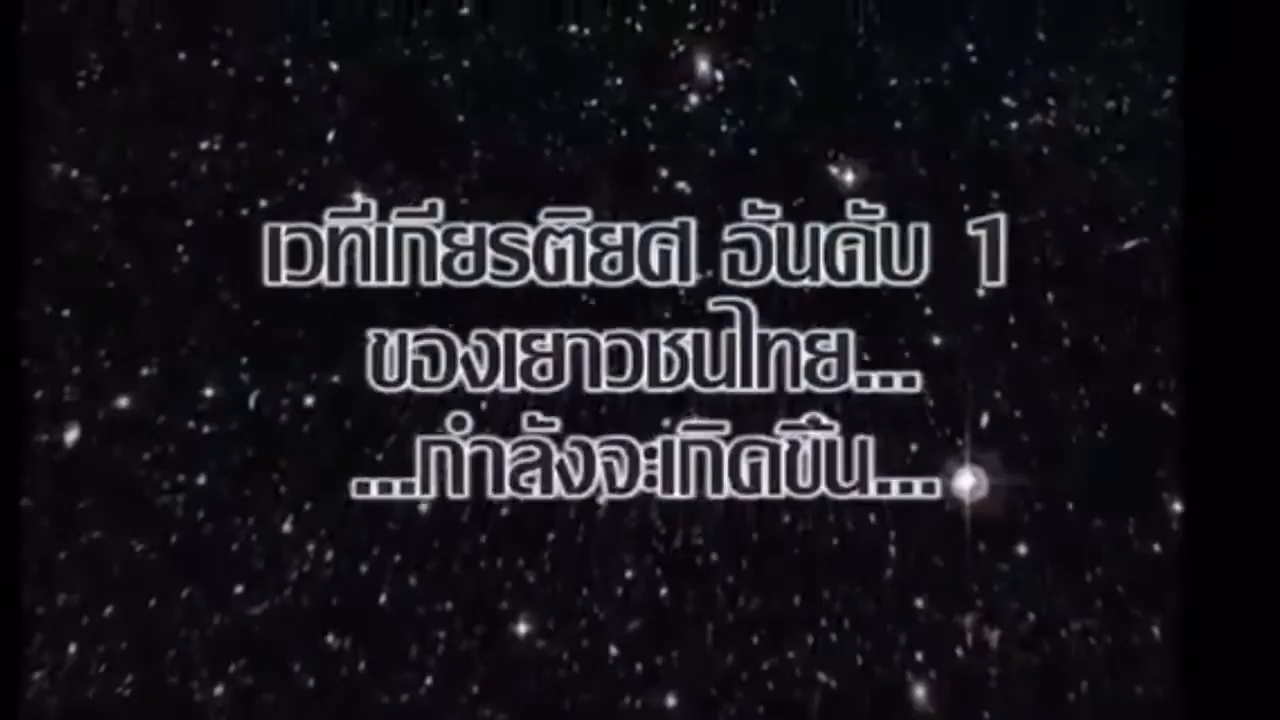 เวทีเกียรติยศ อันดับ 1
ของเยาวชนไทย...
...กำลังจะเกิดขึ้น...